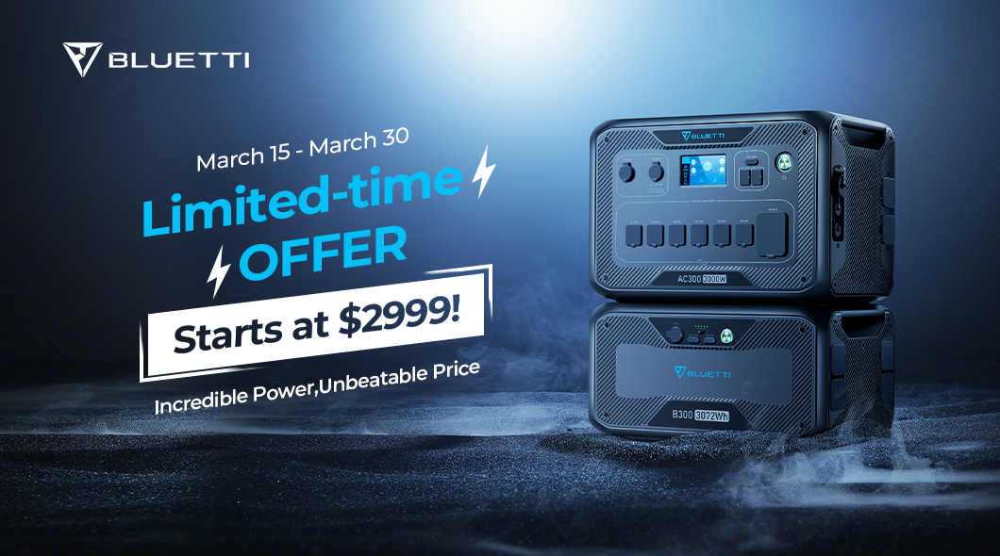 BLUETTI
March 15 - March 30
Limited-time
OFFER
Starts at $2999!
Incredible Power,Unbeatable Price
BLUETTI
AC300 3000W
BLUETTI
B300 3072Wh